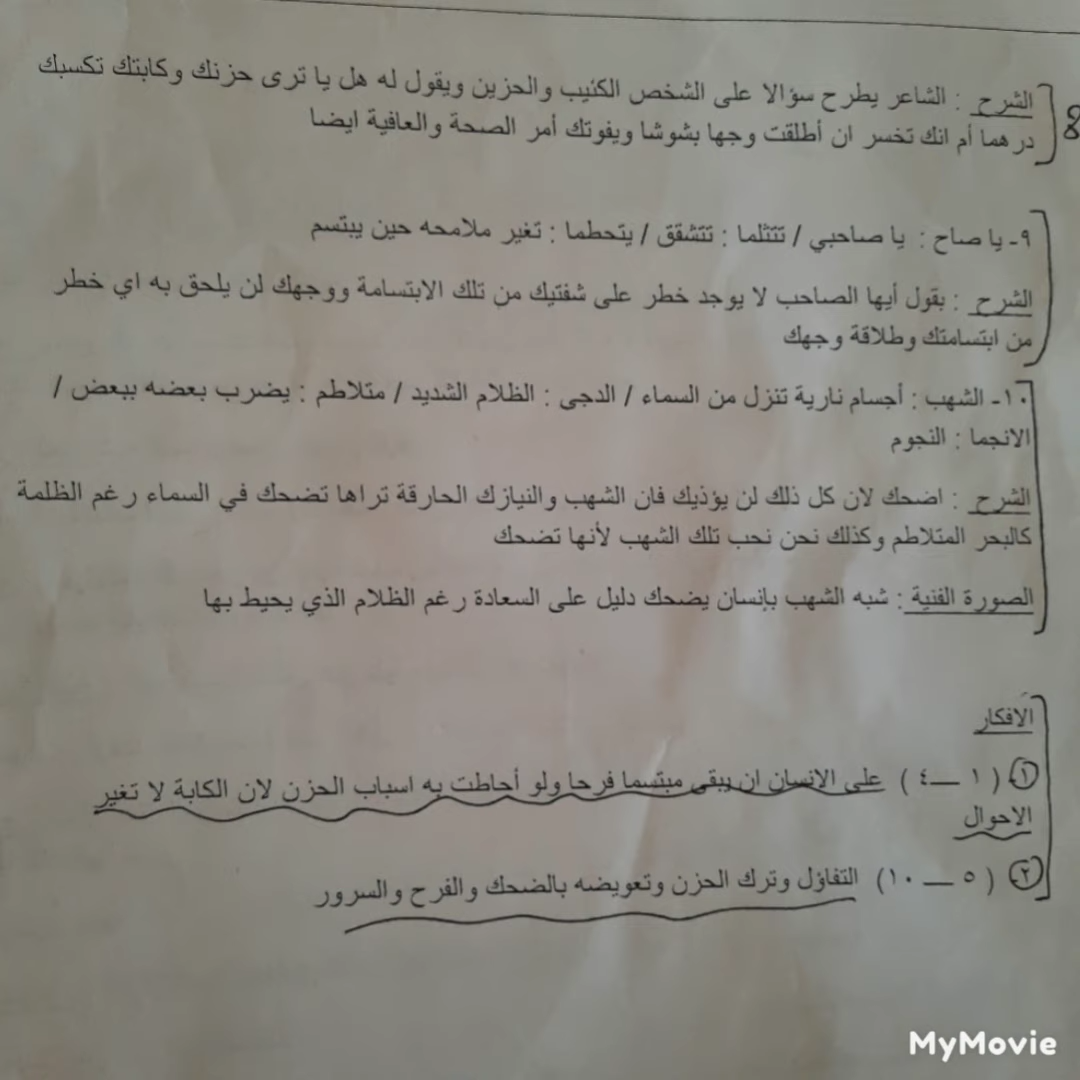 8
الشرح : الشاعر يطرح سؤالا على الشخص الكئيب والحزين ويقول له هل يا ترى حزنك وكابتك تكسبك
درهما أم انك تخسر ان أطلقت وجها بشوشا ويفوتك أمر الصحة والعافية ايضا
٩- يا صاح : يا صاحبي / تتثلما : تتشقق / يتحطما : تغير ملامحه حين يبتسم
الشرح : بقول أيها الصاحب لا يوجد خطر على شفتيك من تلك الابتسامة ووجهك لن يلحق به اي خطر
من ابتسامتك وطلاقة وجهك
١٠- الشهب : أجسام نارية تنزل من السماء / الدجى : الظلام الشديد / متلاطم : يضرب بعضه ببعض /
الانجما : النجوم
الشرح : اضحك لان كل ذلك لن يؤذيك فان الشهب والنيازك الحارقة تراها تضحك في السماء رغم الظلمة
كالبحر المتلاطم وكذلك نحن نحب تلك الشهب لأنها تضحك
الصورة الفنية : شبه الشهب بإنسان يضحك دليل على السعادة رغم الظلام الذي يحيط بها
الافكار
١- ( ١ – ٤ ) على الانسان ان يبقى مبتسما فرحا ولو أحاطت به اسباب الحزن لان الكابة لا تغير
الاحوال
٢- ( ٥ – ١٠ ) التفاؤل وترك الحزن وتعويضه بالضحك والفرح والسرور
MyMovie